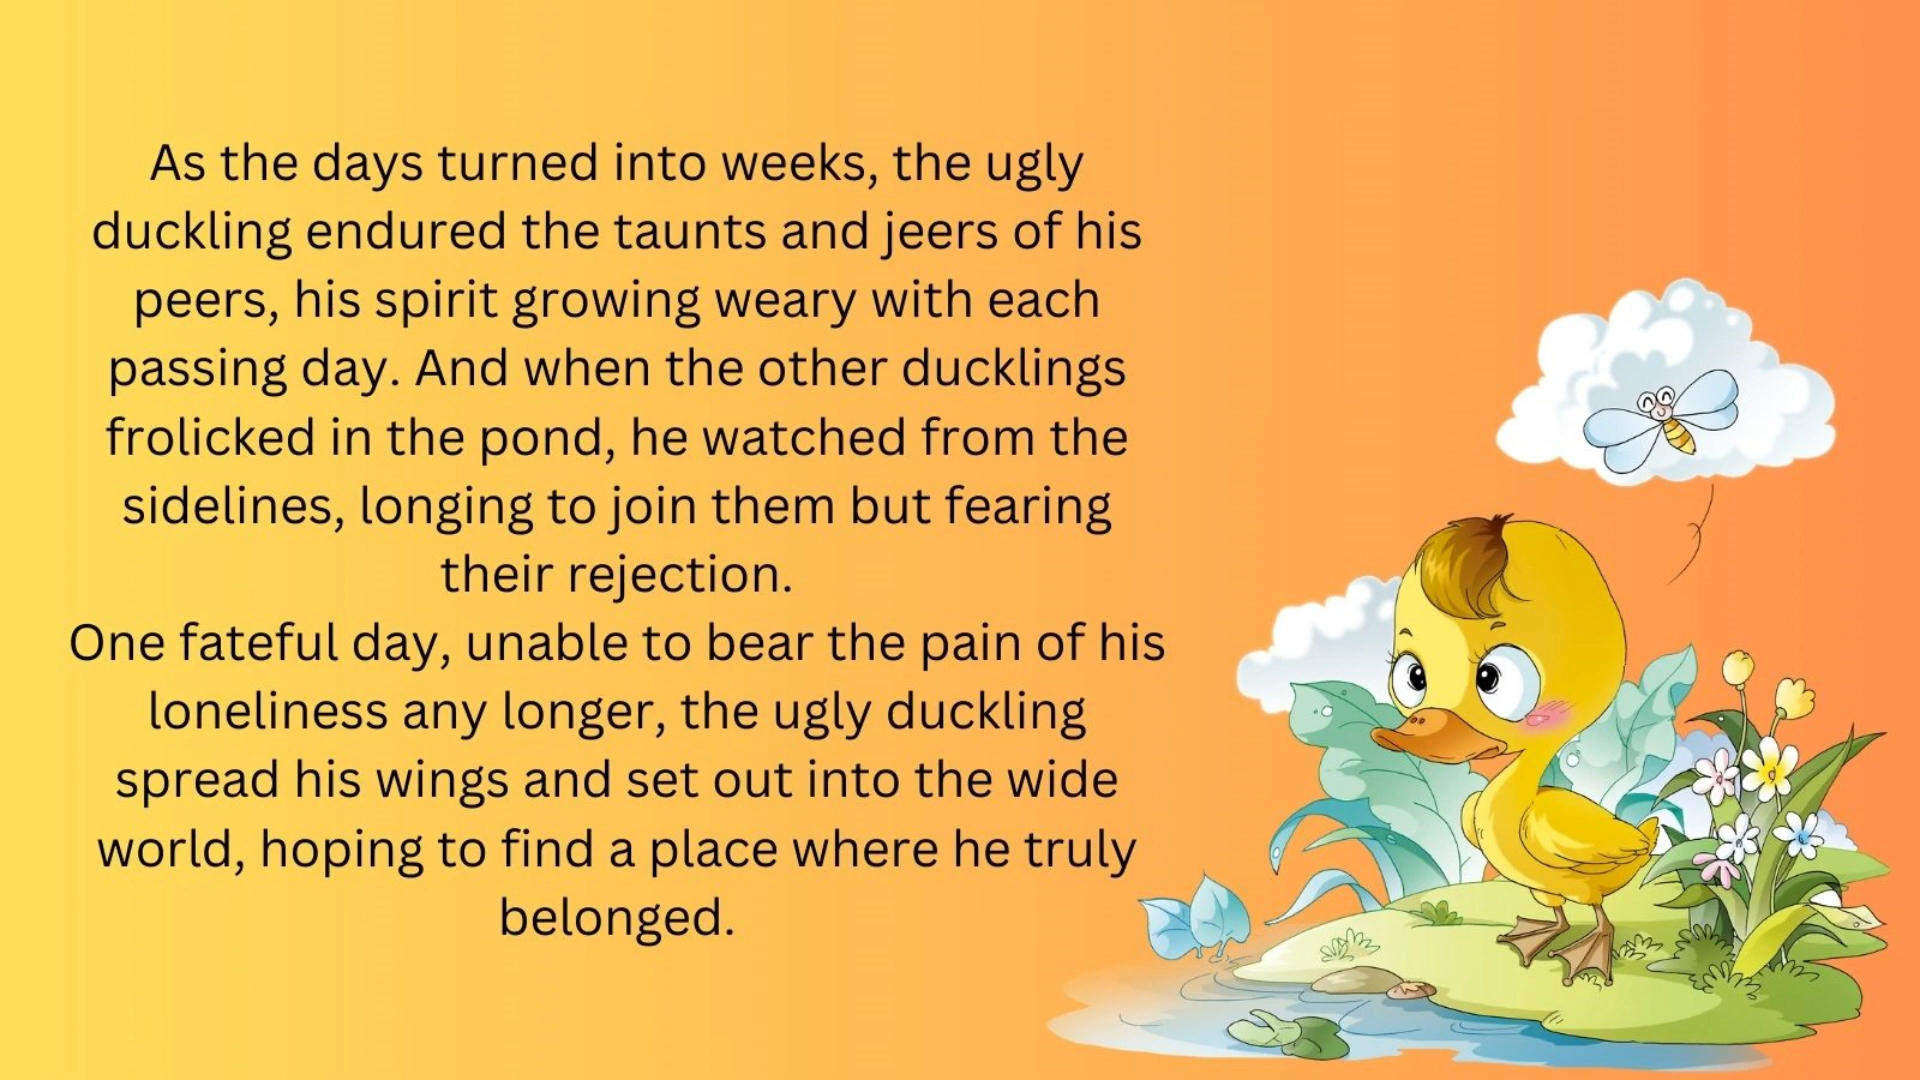 As the days turned into weeks, the ugly
duckling endured the taunts and jeers of his
peers, his spirit growing weary with each
passing day. And when the other ducklings
frolicked in the pond, he watched from the
sidelines, longing to join them but fearing
their rejection.
One fateful day, unable to bear the pain of his
loneliness any longer, the ugly duckling
spread his wings and set out into the wide
world, hoping to find a place where he truly
belonged.